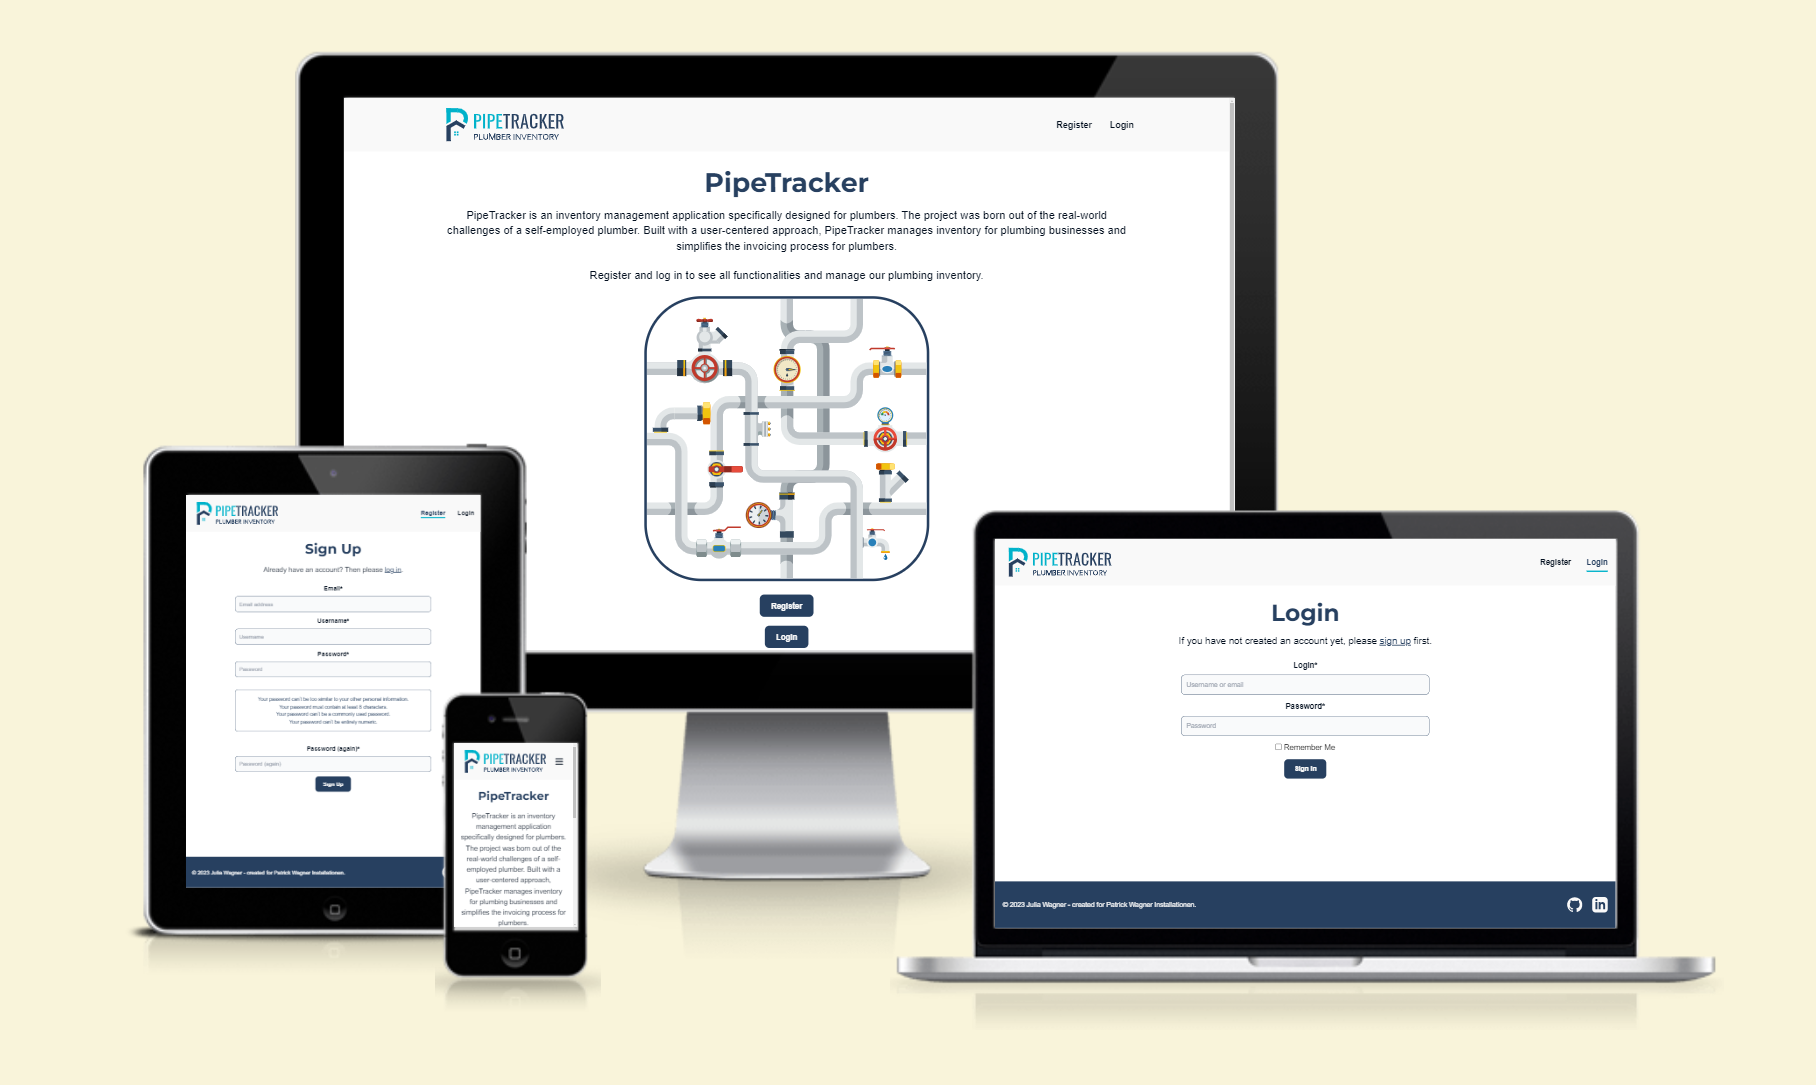 PIPETRACKER
PLUMBER INVENTORY
Register Login
PipeTracker
PipeTracker is an inventory management application specifically designed for plumbers. The project was born out of the real-world
challenges of a self-employed plumber. Built with a user-centered approach, PipeTracker manages inventory for plumbing businesses and
simplifies the invoicing process for plumbers.
Register and log in to see all functionalities and manage our plumbing inventory.
Register
Login
PIPETRACKER
PLUMBER INVENTORY
Register Login
Sign Up
Already have an account? Then please log in.
Email*
Email address
Username*
Username
Password*
Password
Your password can't be too similar to your other personal information.
Your password must contain at least 8 characters.
Your password can't be a commonly used password.
Your password can't be entirely numeric.
Password (again)*
Password (again)
Sign Up
© 2023 Julia Wagner - created for Patrick Wagner Installationen.
PIPETRACKER
PLUMBER INVENTORY
PipeTracker
PipeTracker is an inventory
management application
specifically designed for plumbers.
The project was born out of the
real-world challenges of a self-
employed plumber. Built with a
user-centered approach,
PipeTracker manages inventory
for plumbing businesses and
simplifies the invoicing process for
plumbers.
PIPETRACKER
PLUMBER INVENTORY
Register Login
Login
If you have not created an account yet, please sign up first.
Login*
Username or email
Password*
Password
Remember Me
Sign In
© 2023 Julia Wagner - created for Patrick Wagner Installationen.
in